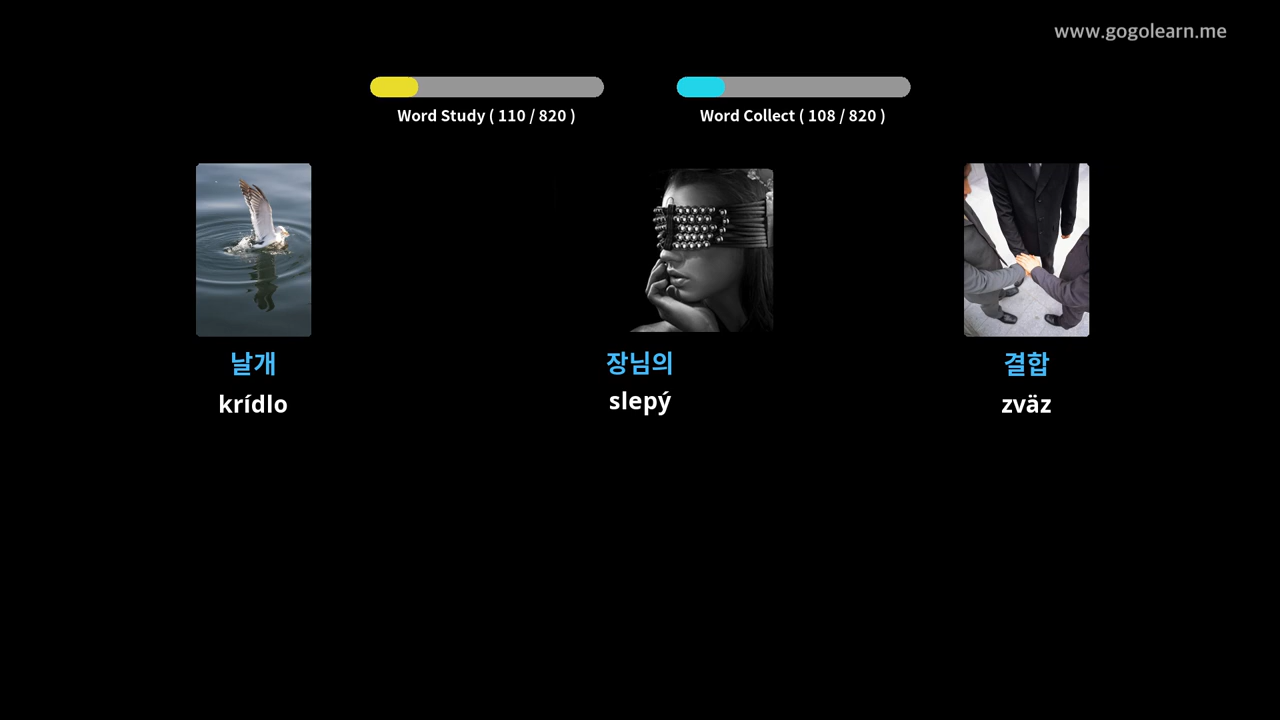 www.gogolearn.me
Word Study ( 110 / 820 )
Word Collect ( 108 / 820 )
날개
krídlo
장님의
slepý
결합
zväz